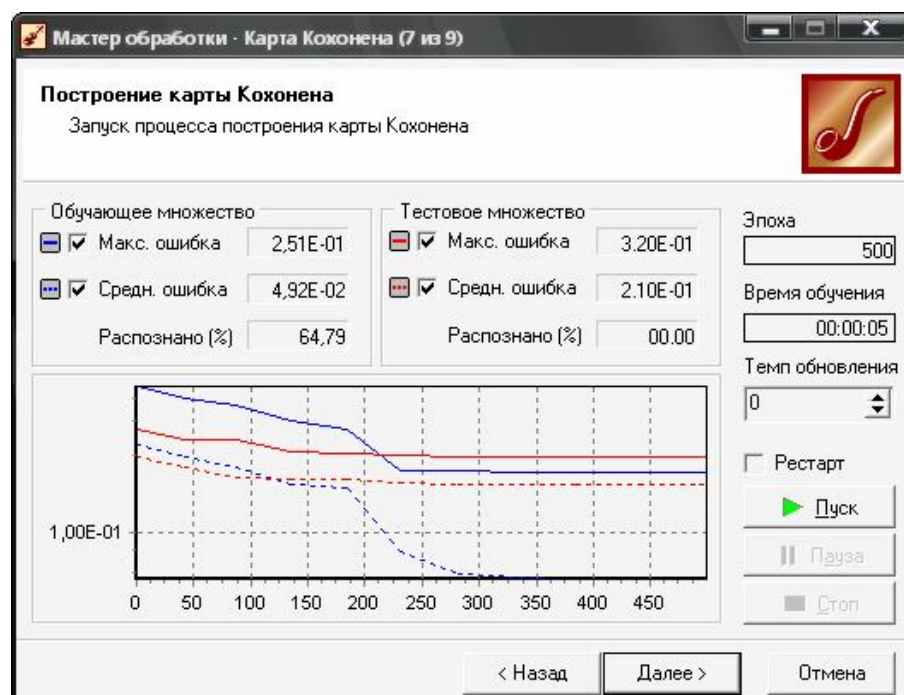 Мастер обработки - Карта Кохонена (7 из 9)
Построение карты Кохонена
Запуск процесса построения карты Кохонена
Обучающее множество
Макс. ошибка 2,51E-01
Средн. ошибка 4,92E-02
Распознано (%) 64,79
Тестовое множество
Макс. ошибка 3.20E-01
Средн. ошибка 2.10E-01
Распознано (%) 00.00
Эпоха
500
Время обучения
00:00:05
Темп обновления
0
Рестарт
Пуск
Пауза
Стоп
1,00E-01
0 50 100 150 200 250 300 350 400 450
< Назад Далее > Отмена